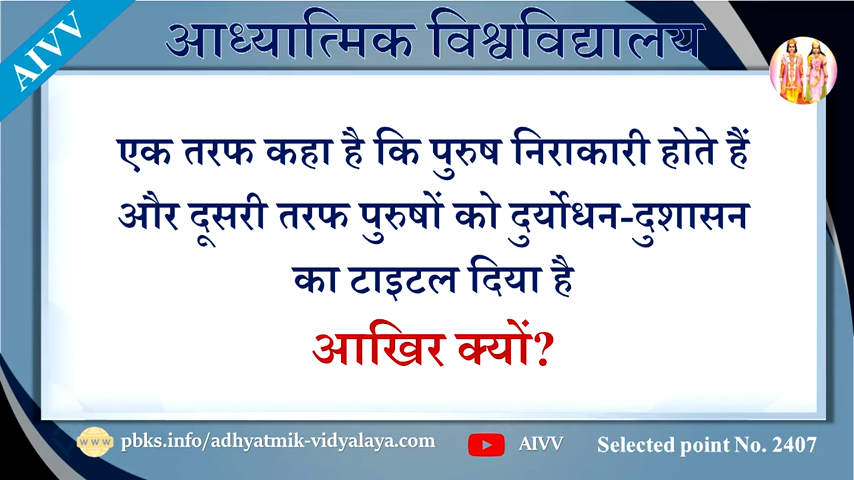 AIVV
आध्यात्मिक विश्वविद्यालय
एक तरफ कहा है कि पुरुष निराकारी होते हैं
और दूसरी तरफ पुरुषों को दुर्योधन-दुशासन
का टाइटल दिया है
आखिर क्यों?
www pbks.info/adhyatmik-vidyalaya.com AIVV Selected point No. 2407